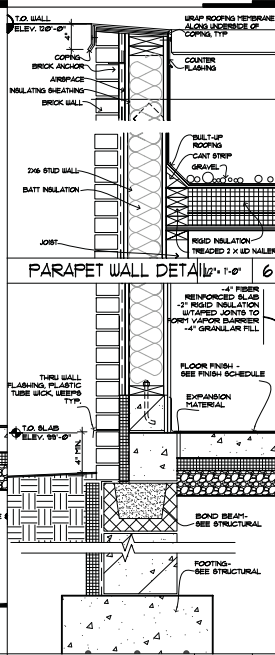 T.O. WALL
ELEV. 120'-0"
WRAP ROOFING MEMBRANE
ALONG UNDERSIDE OF
COPING, TYP
4"
COPING
BRICK ANCHOR
AIRSPACE
INSULATING SHEATHING
BRICK WALL
COUNTER
FLASHING
BUILT-UP
ROOFING
CANT STRIP
GRAVEL
2X6 STUD WALL
BATT INSULATION
JOIST
RIGID INSULATION
TREADED 2 X WD NAILER
PARAPET WALL DETAIL
1'-0"
6
-4" FIBER
REINFORCED SLAB
-2" RIGID INSULATION
W/TAPED JOINTS TO
FORM VAPOR BARRIER
-4" GRANULAR FILL
FLOOR FINISH -
SEE FINISH SCHEDULE
THRU WALL
FLASHING, PLASTIC
TUBE WICK, WEEPS
TYP.
EXPANSION
MATERIAL
T.O. SLAB
ELEV. 99'-0"
4" MIN.
BOND BEAM-
SEE STRUCTURAL
FOOTING-
SEE STRUCTURAL